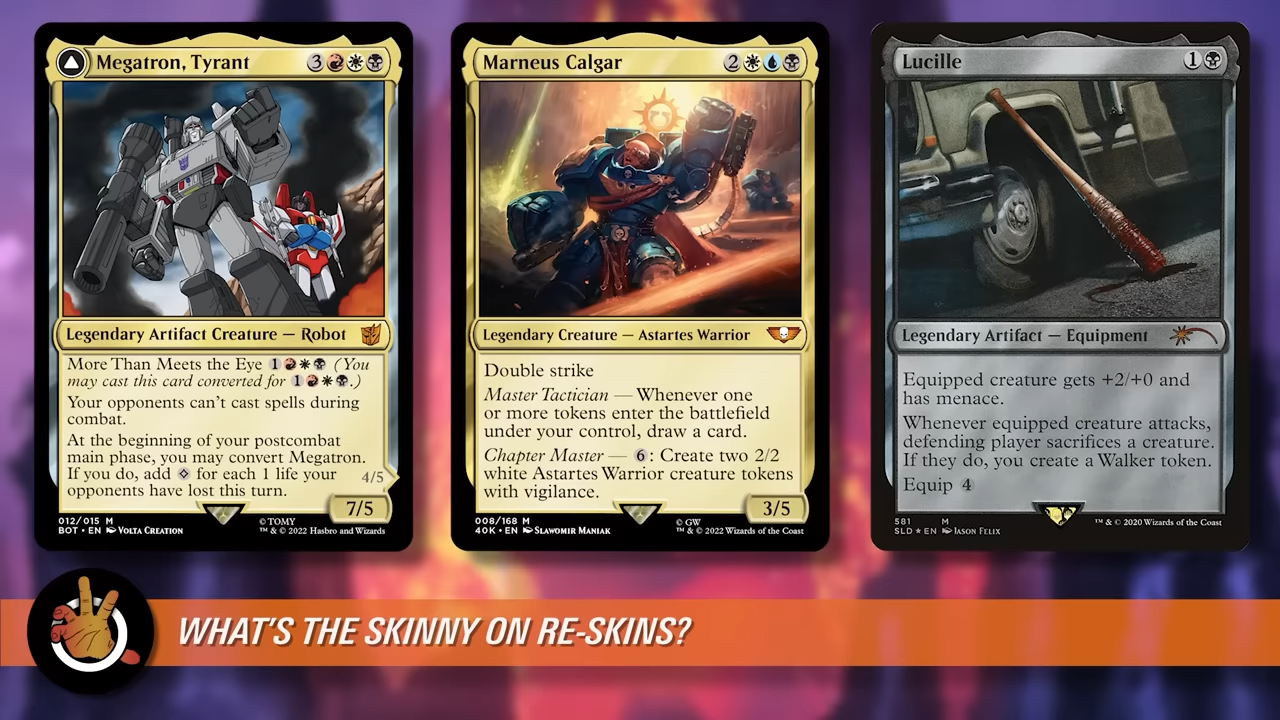 Megatron, Tyrant 3
Legendary Artifact Creature — Robot
More Than Meets the Eye 1 (You
may cast this card converted for 1 .)
Your opponents can't cast spells during
combat.
At the beginning of your postcombat
main phase, you may convert Megatron.
If you do, add for each 1 life your
opponents have lost this turn.
4/5
7/5
012/015 M
BOT • EN VOLTA CREATION
© TOMY
™ & © 2022 Hasbro and Wizards
Marneus Calgar 2
Legendary Creature — Astartes Warrior
Double strike
Master Tactician — Whenever one
or more tokens enter the battlefield
under your control, draw a card.
Chapter Master — 6: Create two 2/2
white Astartes Warrior creature tokens
with vigilance.
3/5
008/168 M
40K • EN SLAWOMIR MANIAK
© GW
™ & © 2022 Wizards of the Coast
Lucille 1
Legendary Artifact — Equipment
Equipped creature gets +2/+0 and
has menace.
Whenever equipped creature attacks,
defending player sacrifices a creature.
If they do, you create a Walker token.
Equip 4
581 M
SLD ★ EN JASON FELIX
™ & © 2020 Wizards of the Coast
WHAT'S THE SKINNY ON RE-SKINS?